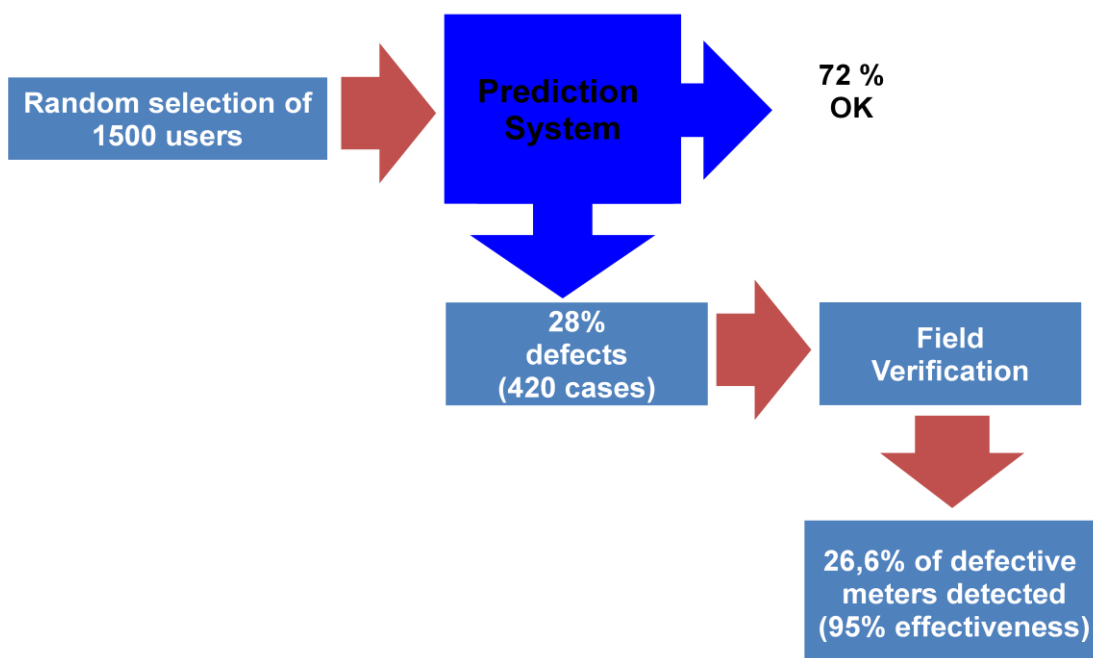 Random selection of
1500 users
Prediction
System
72 %
OK
28%
defects
(420 cases)
Field
Verification
26,6% of defective
meters detected
(95% effectiveness)